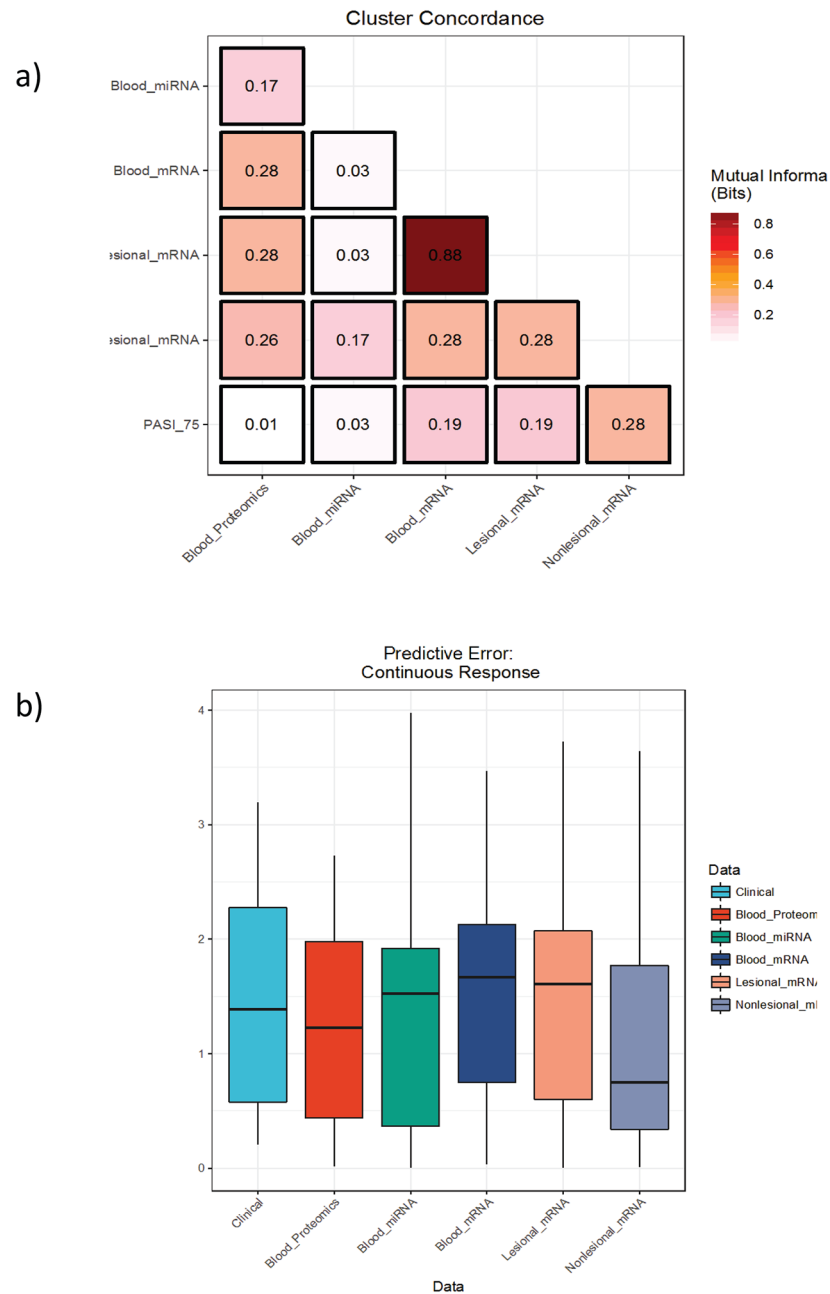 Cluster Concordance
a)
Blood_miRNA
0.17
Blood_mRNA
0.28 0.03
esional_mRNA
0.28 0.03 0.88
esional_mRNA
0.26 0.17 0.28 0.28
PASI_75
0.01 0.03 0.19 0.19 0.28
Blood_Proteomics
Blood_miRNA
Blood_mRNA
Lesional_mRNA
Nonlesional_mRNA
Mutual Informa
(Bits)
0.8
0.6
0.4
0.2
b)
Predictive Error:
Continuous Response
4
3
2
1
0
Clinical
Blood_Proteomics
Blood_miRNA
Blood_mRNA
Lesional_mRNA
Nonlesional_mRNA
Data
Data
Clinical
Blood_Proteom
Blood_miRNA
Blood_mRNA
Lesional_mRNA
Nonlesional_ml